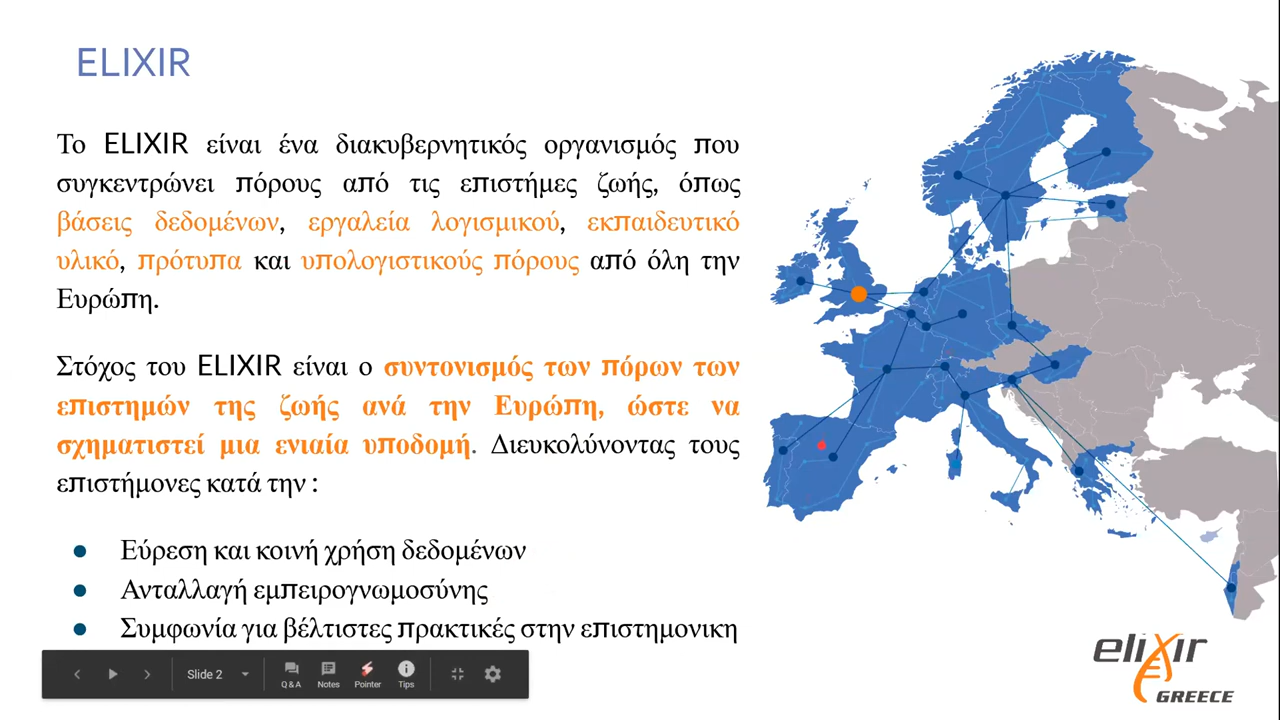 ELIXIR
Το ELIXIR είναι ένα διακυβερνητικός οργανισμός που
συγκεντρώνει πόρους από τις επιστήμες ζωής, όπως
βάσεις δεδομένων, εργαλεία λογισμικού, εκπαιδευτικό
υλικό, πρότυπα και υπολογιστικούς πόρους από όλη την
Ευρώπη.
Στόχος του ELIXIR είναι ο συντονισμός των πόρων των
επιστημών της ζωής ανά την Ευρώπη, ώστε να
σχηματιστεί μια ενιαία υποδομή. Διευκολύνοντας τους
επιστήμονες κατά την :
● Εύρεση και κοινή χρήση δεδομένων
● Ανταλλαγή εμπειρογνωμοσύνης
● Συμφωνία για βέλτιστες πρακτικές στην επιστημονικη
Slide 2
Q & A
Notes
Pointer
Tips
elixir
GREECE